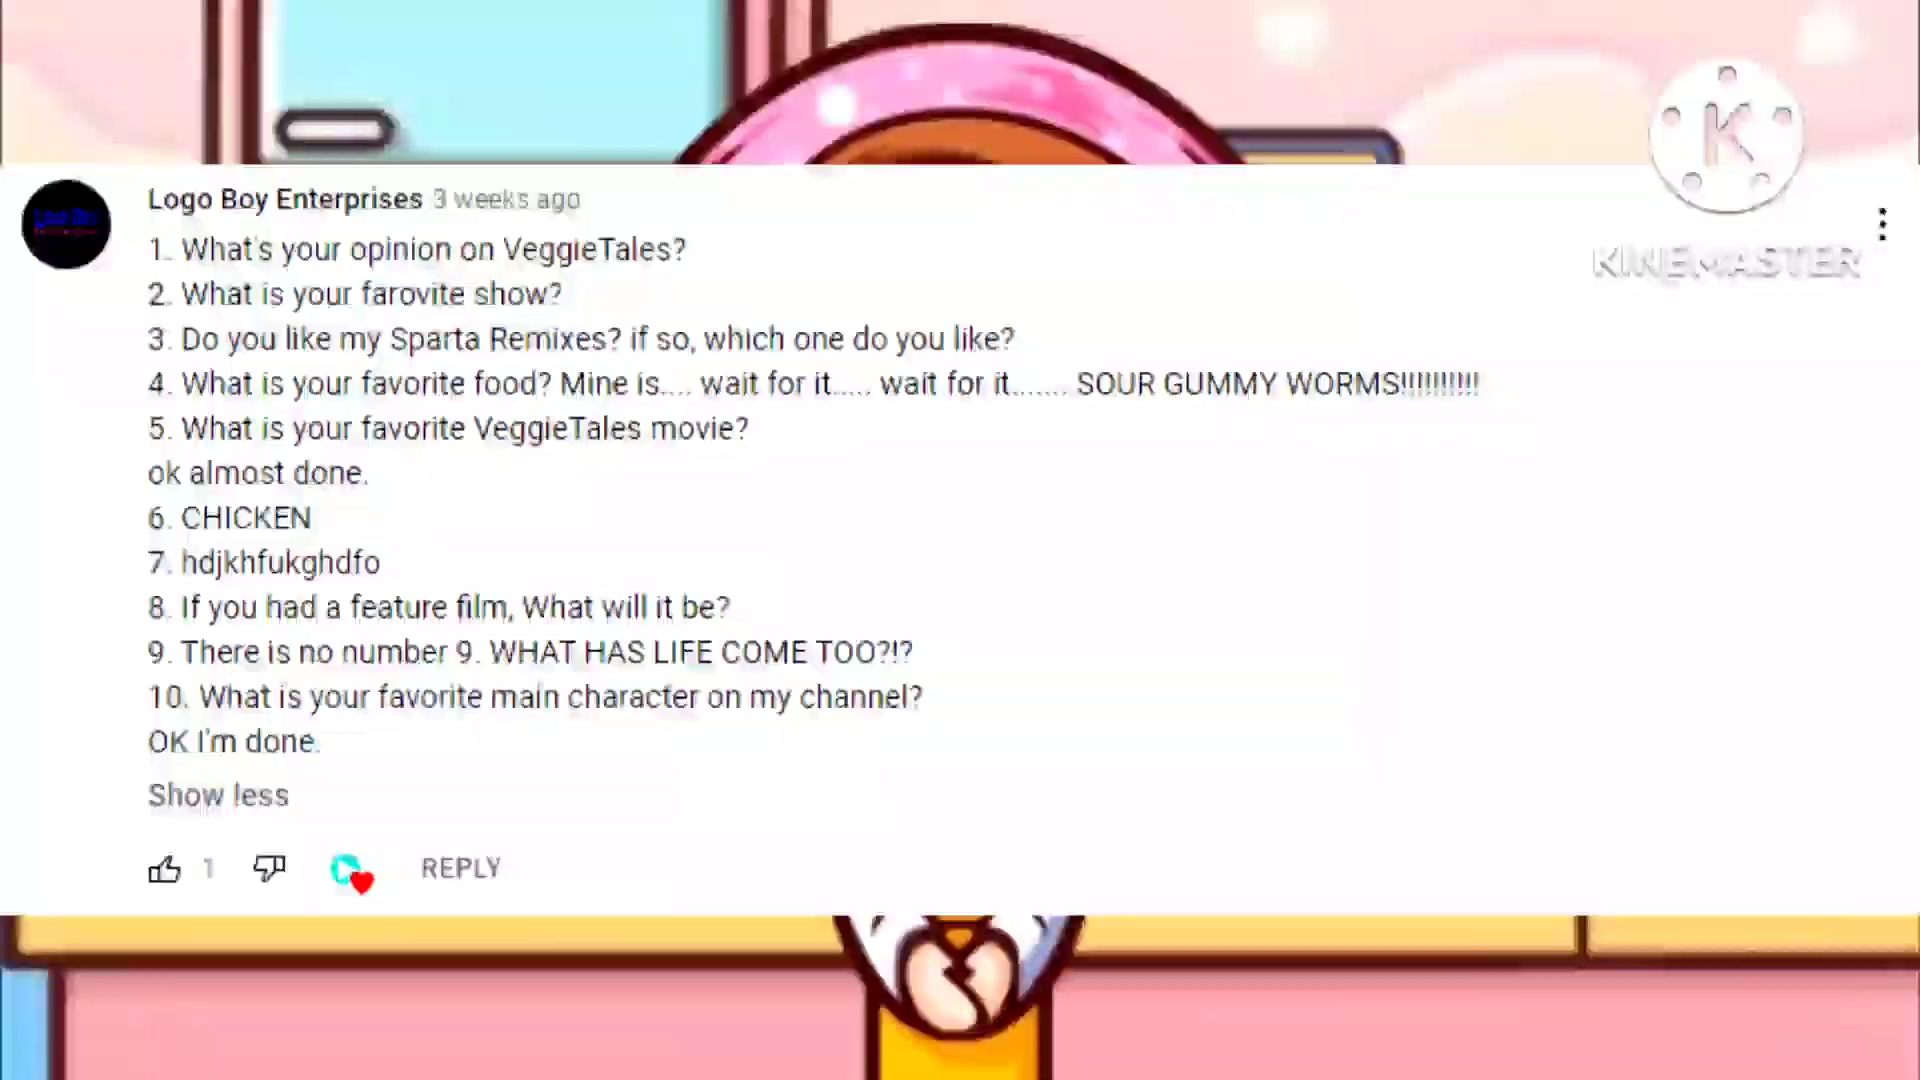 K
KINEMASTER
Logo Boy Enterprises 3 weeks ago
1. What's your opinion on VeggieTales?
2. What is your farovite show?
3. Do you like my Sparta Remixes? if so, which one do you like?
4. What is your favorite food? Mine is.... wait for it..... wait for it....... SOUR GUMMY WORMS!!!!!!!!!!
5. What is your favorite VeggieTales movie?
ok almost done.
6. CHICKEN
7. hdjkhfukghdfo
8. If you had a feature film, What will it be?
9. There is no number 9. WHAT HAS LIFE COME TOO?!?
10. What is your favorite main character on my channel?
OK I'm done.
Show less
1
REPLY